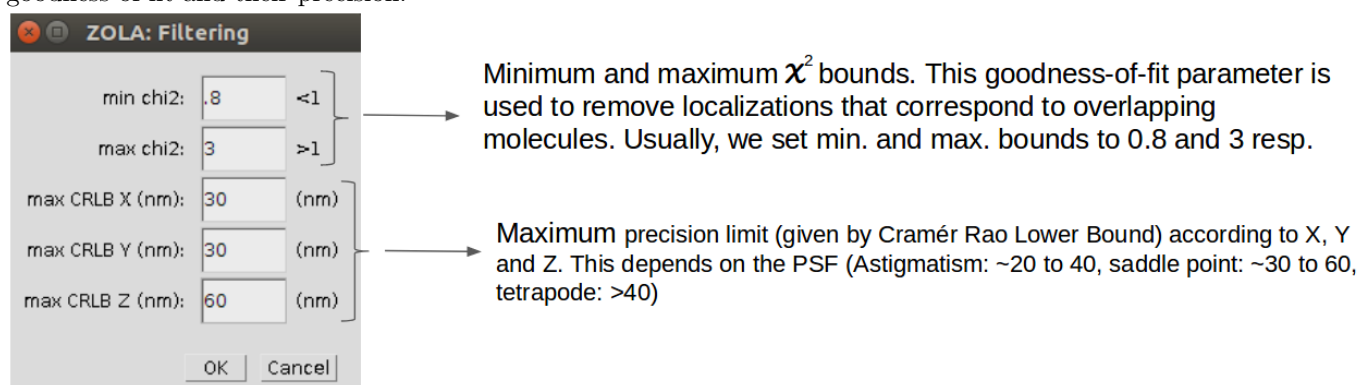 goodness of fit and their precision.
ZOLA: Filtering
min chi2: .8 <1
max chi2: 3 >1
max CRLB X (nm): 30 (nm)
max CRLB Y (nm): 30 (nm)
max CRLB Z (nm): 60 (nm)
OK Cancel
Minimum and maximum 𝝌² bounds. This goodness-of-fit parameter is
used to remove localizations that correspond to overlapping
molecules. Usually, we set min. and max. bounds to 0.8 and 3 resp.
Maximum precision limit (given by Cramér Rao Lower Bound) according to X, Y
and Z. This depends on the PSF (Astigmatism: ~20 to 40, saddle point: ~30 to 60,
tetrapode: >40)